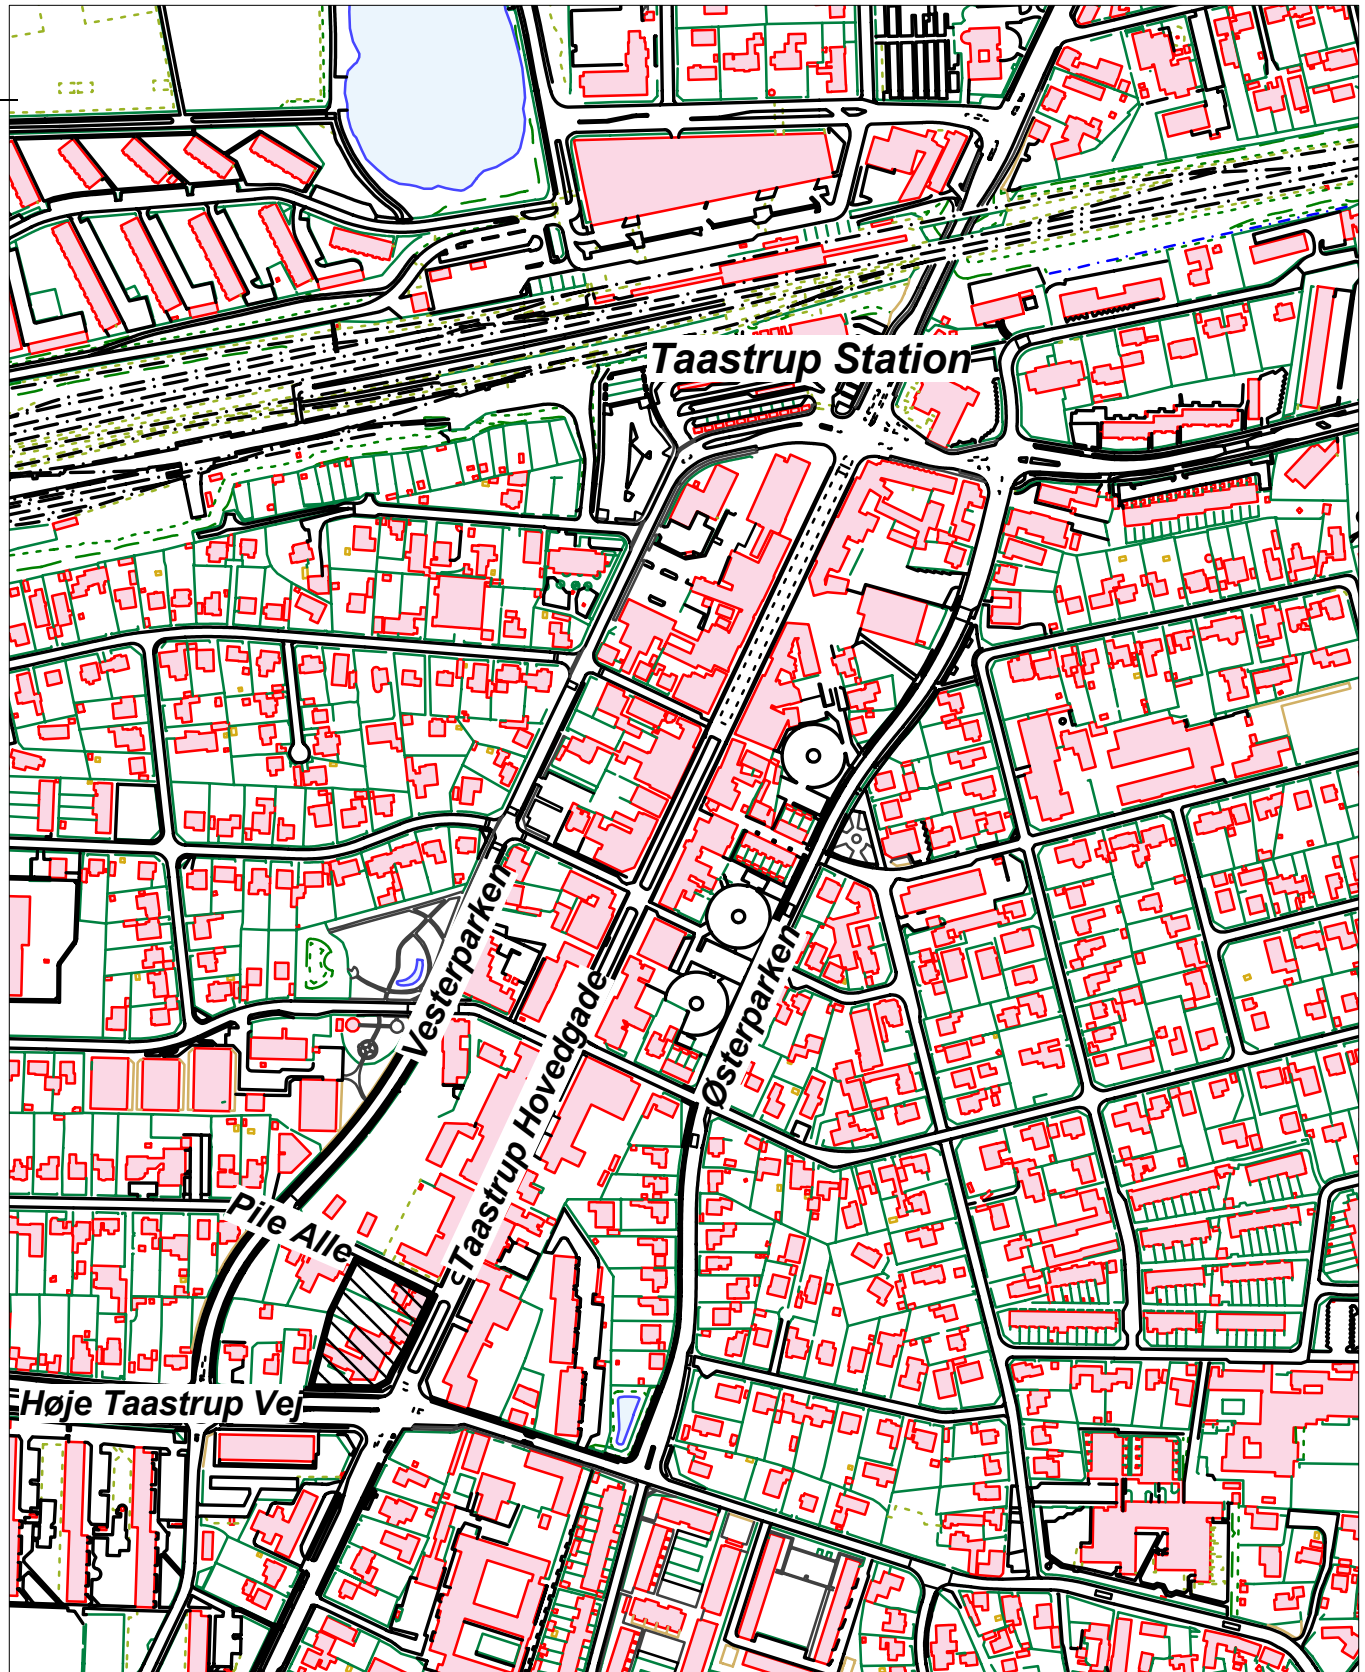 Taastrup Station
Vesterparken
Taastrup Hovedgade
Østerparken
Pile Alle
Høje Taastrup Vej